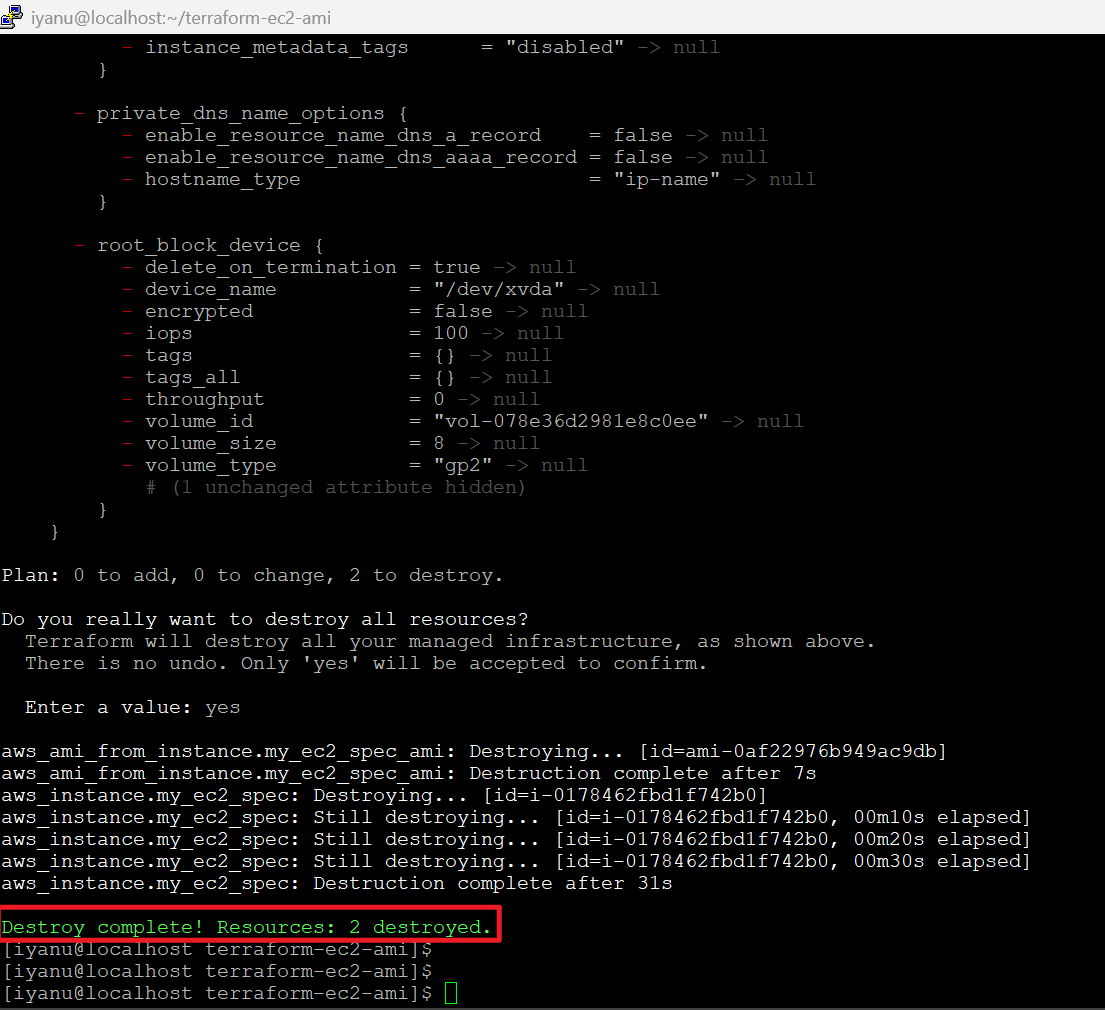 iyanu@localhost:~/terraform-ec2-ami
- instance_metadata_tags = "disabled" -> null
}
- private_dns_name_options {
- enable_resource_name_dns_a_record = false -> null
- enable_resource_name_dns_aaaa_record = false -> null
- hostname_type = "ip-name" -> null
}
- root_block_device {
- delete_on_termination = true -> null
- device_name = "/dev/xvda" -> null
- encrypted = false -> null
- iops = 100 -> null
- tags = {} -> null
- tags_all = {} -> null
- throughput = 0 -> null
- volume_id = "vol-078e36d2981e8c0ee" -> null
- volume_size = 8 -> null
- volume_type = "gp2" -> null
# (1 unchanged attribute hidden)
}
}
Plan: 0 to add, 0 to change, 2 to destroy.
Do you really want to destroy all resources?
Terraform will destroy all your managed infrastructure, as shown above.
There is no undo. Only 'yes' will be accepted to confirm.
Enter a value: yes
aws_ami_from_instance.my_ec2_spec_ami: Destroying... [id=ami-0af22976b949ac9db]
aws_ami_from_instance.my_ec2_spec_ami: Destruction complete after 7s
aws_instance.my_ec2_spec: Destroying... [id=i-0178462fbd1f742b0]
aws_instance.my_ec2_spec: Still destroying... [id=i-0178462fbd1f742b0, 00m10s elapsed]
aws_instance.my_ec2_spec: Still destroying... [id=i-0178462fbd1f742b0, 00m20s elapsed]
aws_instance.my_ec2_spec: Still destroying... [id=i-0178462fbd1f742b0, 00m30s elapsed]
aws_instance.my_ec2_spec: Destruction complete after 31s
Destroy complete! Resources: 2 destroyed.
[iyanu@localhost terraform-ec2-ami]$
[iyanu@localhost terraform-ec2-ami]$
[iyanu@localhost terraform-ec2-ami]$